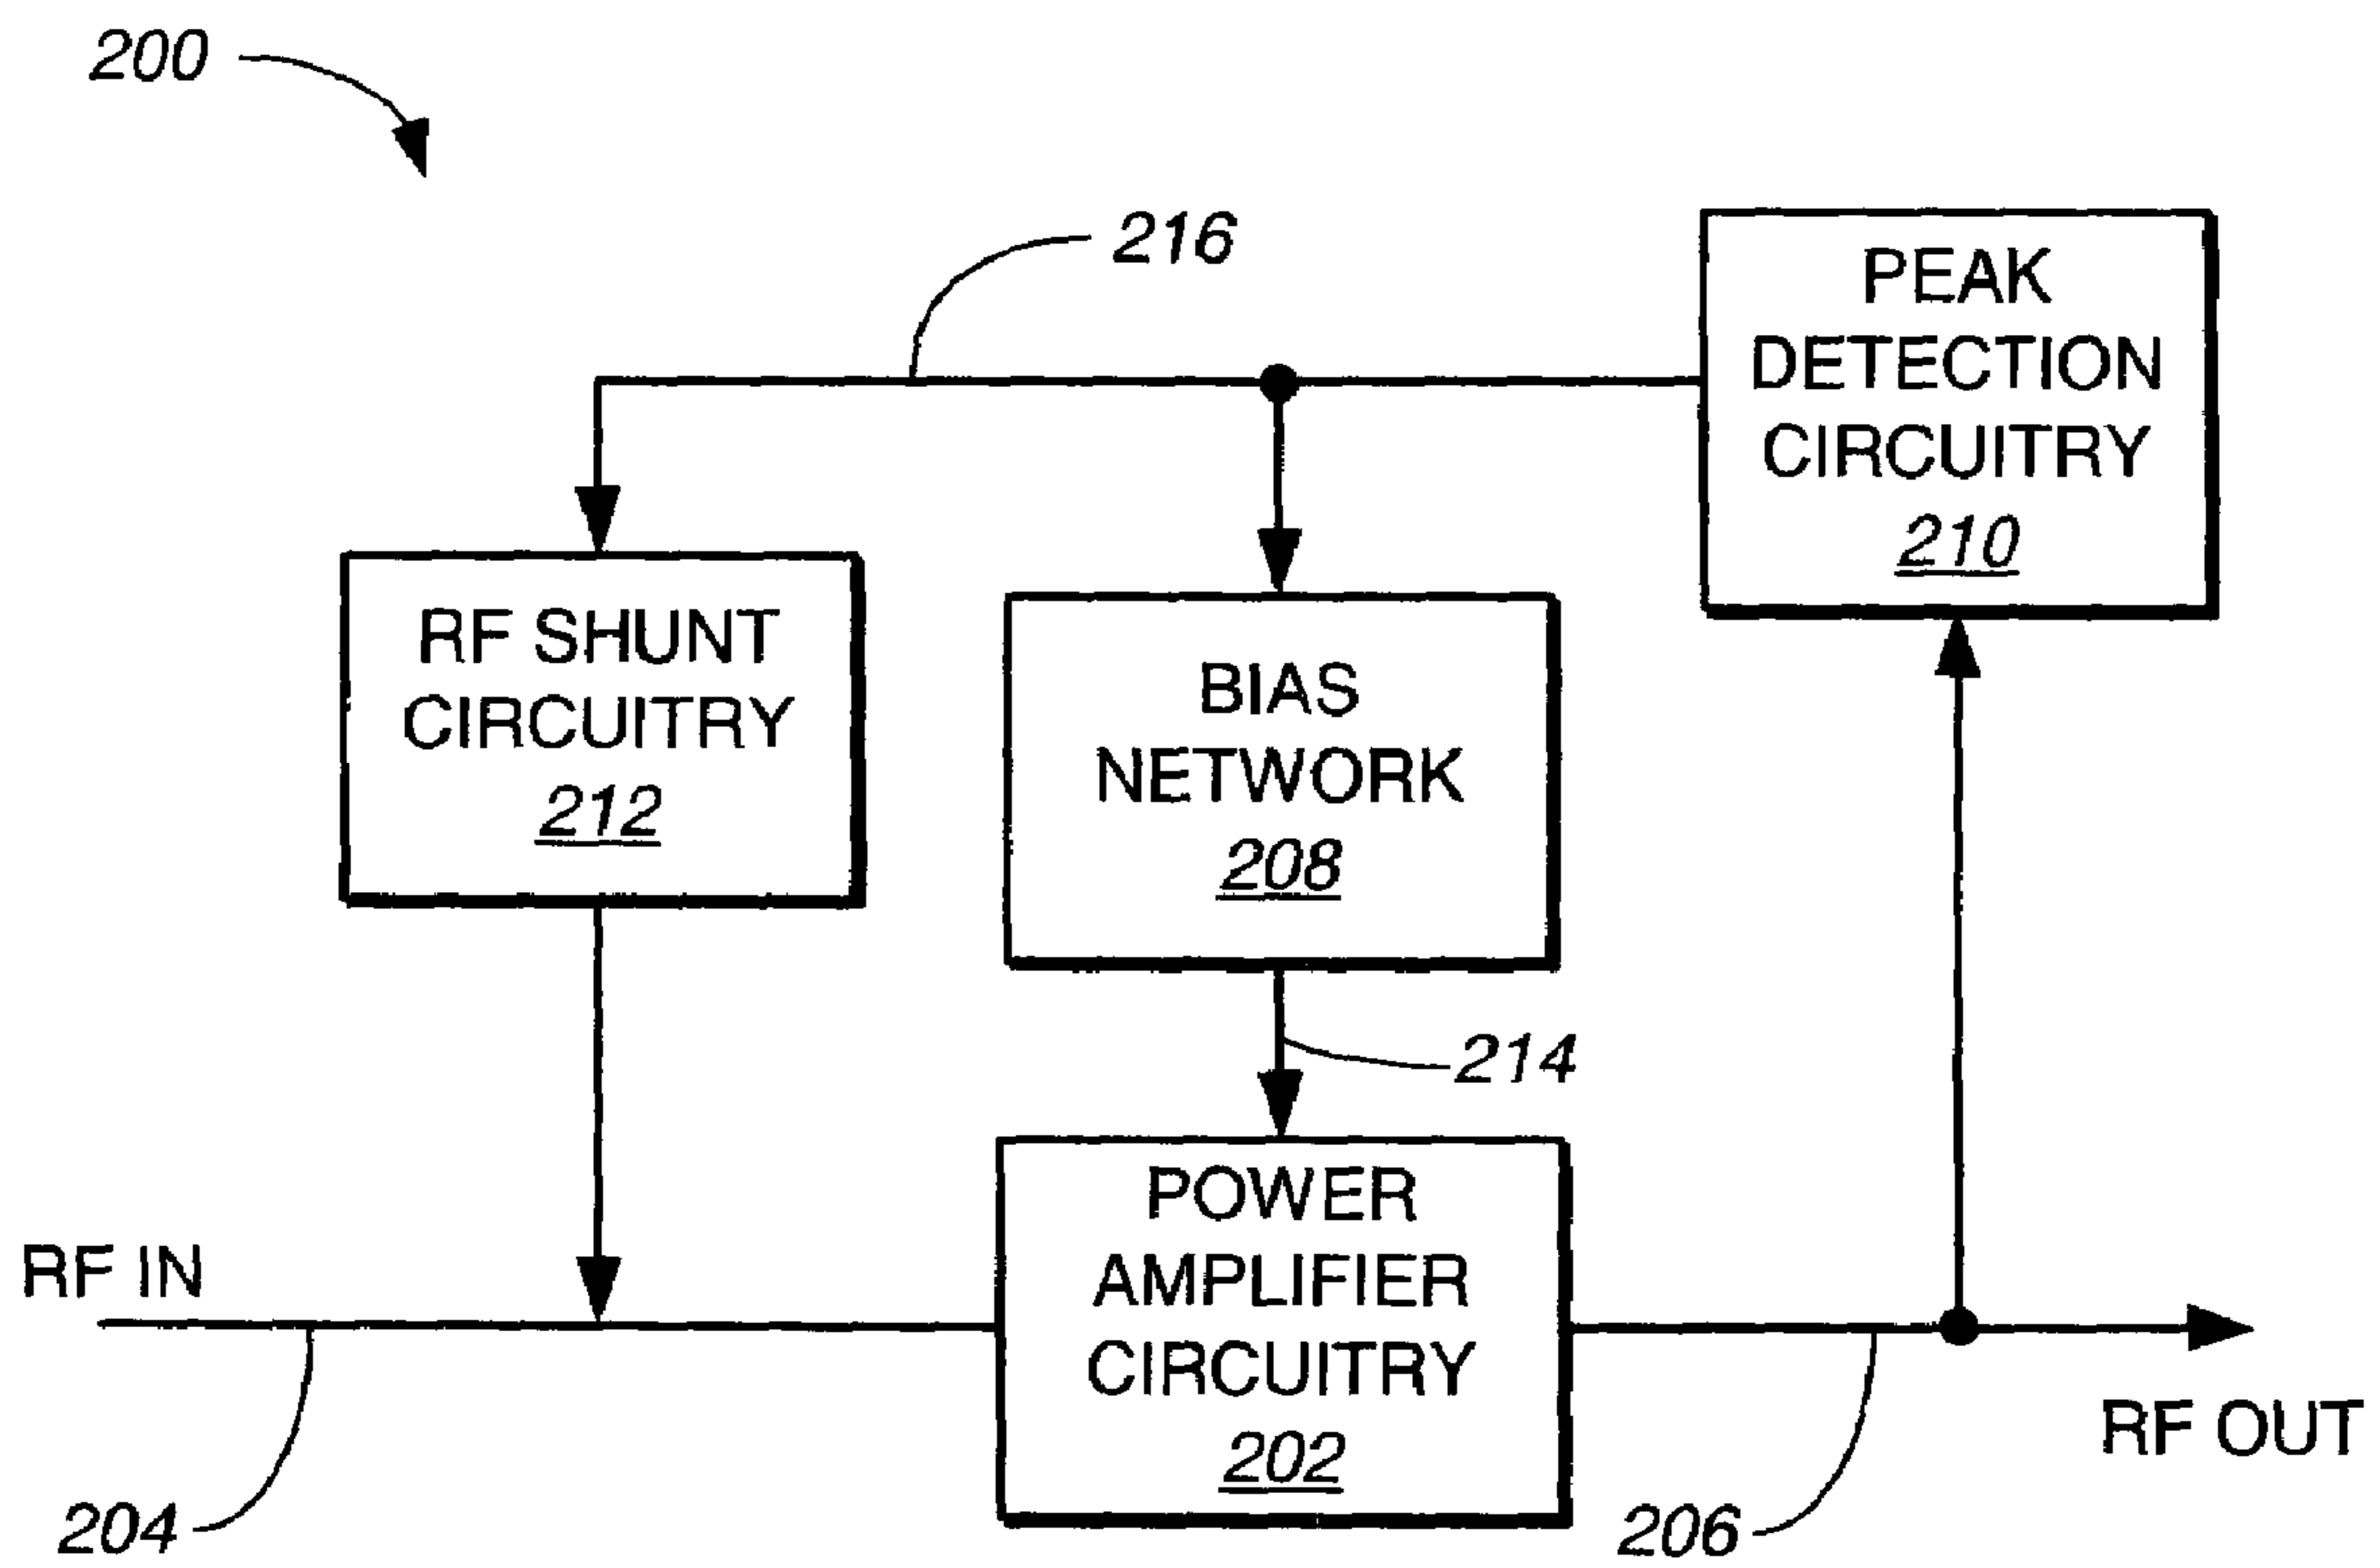 200
216
PEAK
DETECTION
CIRCUITRY
210
RF SHUNT
CIRCUITRY
212
BIAS
NETWORK
208
214
POWER
AMPLIFIER
CIRCUITRY
202
RF IN
204
206
RF OUT